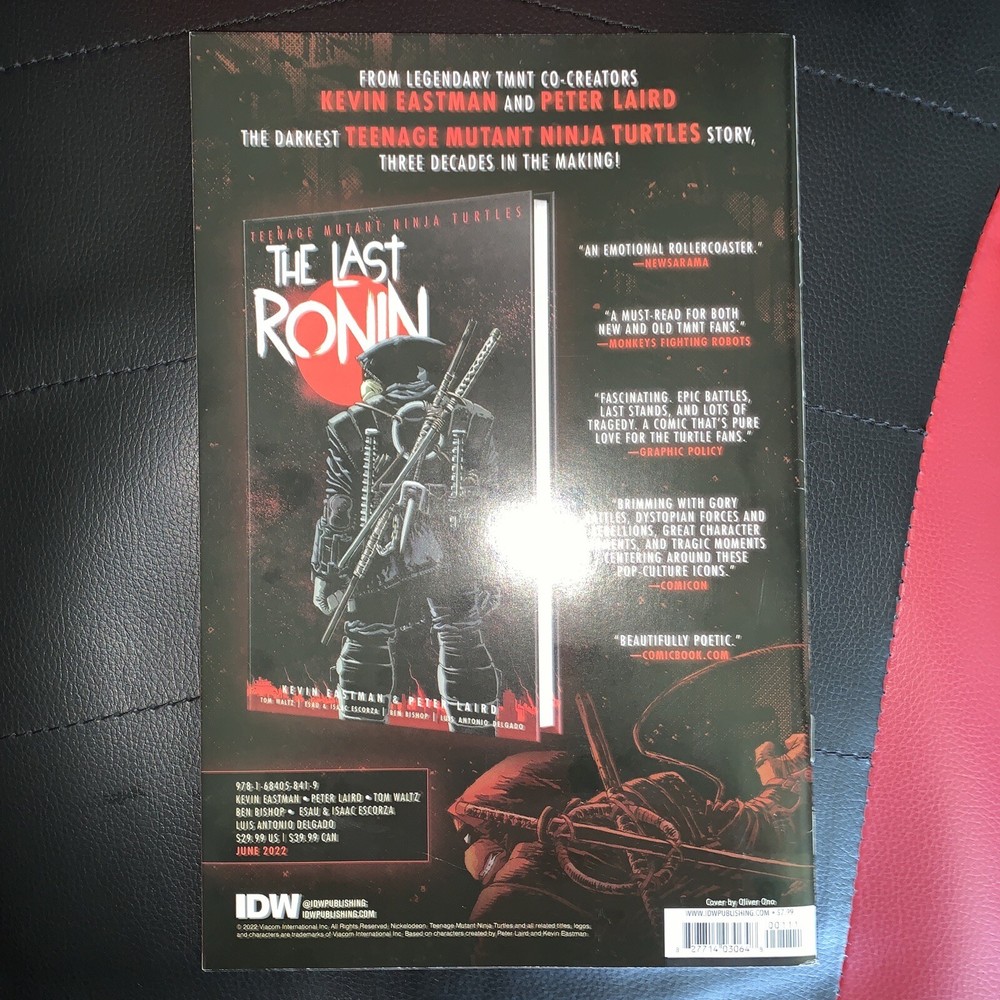 FROM LEGENDARY TMNT CO-CREATORS
KEVIN EASTMAN AND PETER LAIRD
THE DARKEST TEENAGE MUTANT NINJA TURTLES STORY,
THREE DECADES IN THE MAKING!
TEENAGE MUTANT NINJA TURTLES
THE LAST
RONIN
KEVIN EASTMAN & PETER LAIRD
TOM WALTZ | ESAU & ISAAC ESCORZA | BEN BISHOP | LUIS ANTONIO DELGADO
"AN EMOTIONAL ROLLERCOASTER."
—NEWSARAMA
"A MUST-READ FOR BOTH
NEW AND OLD TMNT FANS."
—MONKEYS FIGHTING ROBOTS
"FASCINATING. EPIC BATTLES,
LAST STANDS, AND LOTS OF
TRAGEDY. A COMIC THAT'S PURE
LOVE FOR THE TURTLE FANS."
—GRAPHIC POLICY
"BRIMMING WITH GORY
DYSTOPIAN FORCES AND
GREAT CHARACTER
AND TRAGIC MOMENTS
CENTERING AROUND THESE
POP-CULTURE ICONS."
—COMICON
"BEAUTIFULLY POETIC."
—COMICBOOK.COM
978-1-68405-841-9
KEVIN EASTMAN • PETER LAIRD • TOM WALTZ
BEN BISHOP • ESAU & ISAAC ESCORZA
LUIS ANTONIO DELGADO
$29.99 US | $39.99 CAN
JUNE 2022
IDW
@IDWPUBLISHING
IDWPUBLISHING.COM
© 2022 Viacom International Inc. All Rights Reserved. Nickelodeon, Teenage Mutant Ninja Turtles and all related titles, logos,
and characters are trademarks of Viacom International Inc. Based on characters created by Peter Laird and Kevin Eastman.
Cover by Oliver Ono
WWW.IDWPUBLISHING.COM • $7.99
00111
27714 03064